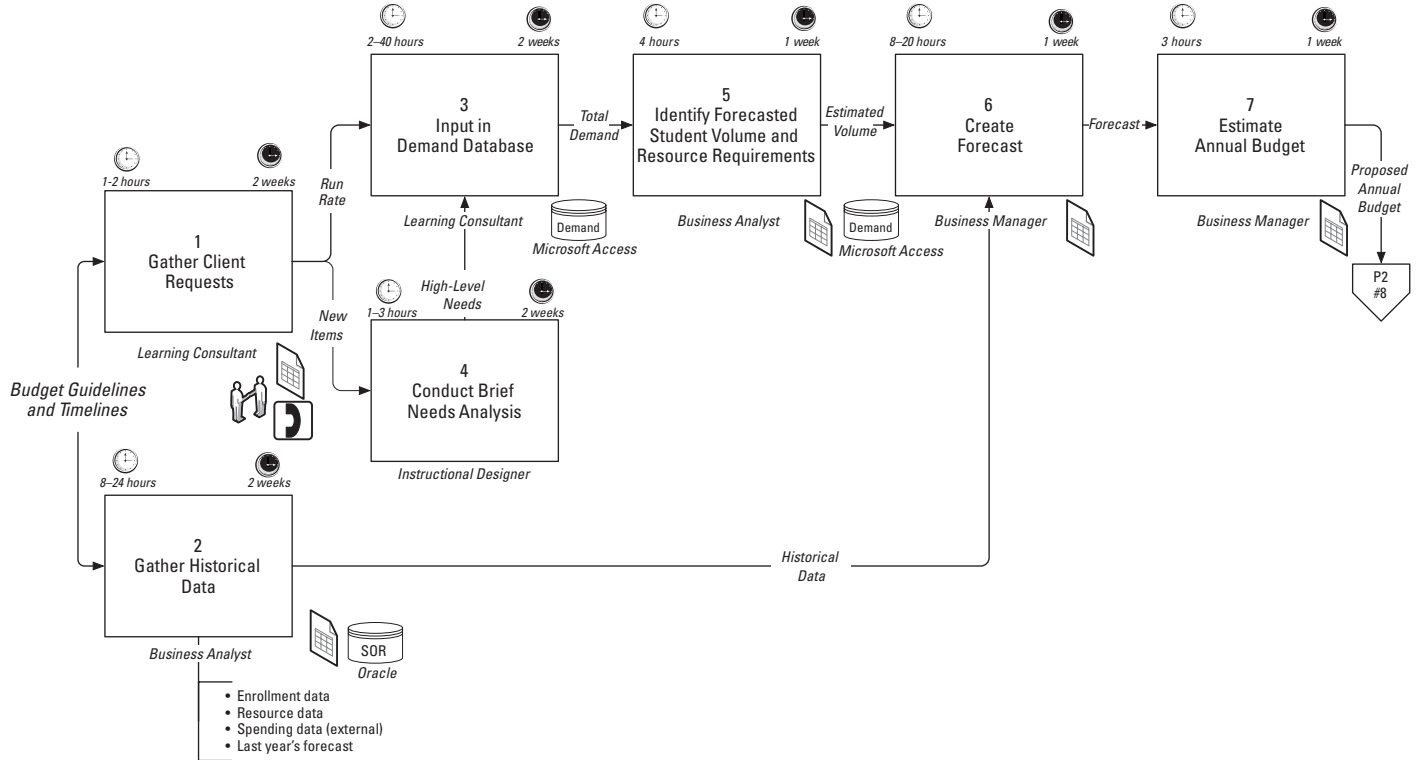 2–40 hours
2 weeks
3
Input in
Demand Database
Learning Consultant
Demand
Microsoft Access
Total
Demand
4 hours
1 week
5
Identify Forecasted
Student Volume and
Resource Requirements
Business Analyst
Demand
Microsoft Access
Estimated
Volume
8–20 hours
1 week
6
Create
Forecast
Business Manager
Forecast
3 hours
1 week
7
Estimate
Annual Budget
Business Manager
Proposed
Annual
Budget
P2
#8
1-2 hours
2 weeks
1
Gather Client
Requests
Learning Consultant
Run
Rate
New
Items
High-Level
Needs
1–3 hours
2 weeks
4
Conduct Brief
Needs Analysis
Instructional Designer
Budget Guidelines
and Timelines
8–24 hours
2 weeks
2
Gather Historical
Data
Business Analyst
SOR
Oracle
Historical
Data
• Enrollment data
• Resource data
• Spending data (external)
• Last year's forecast